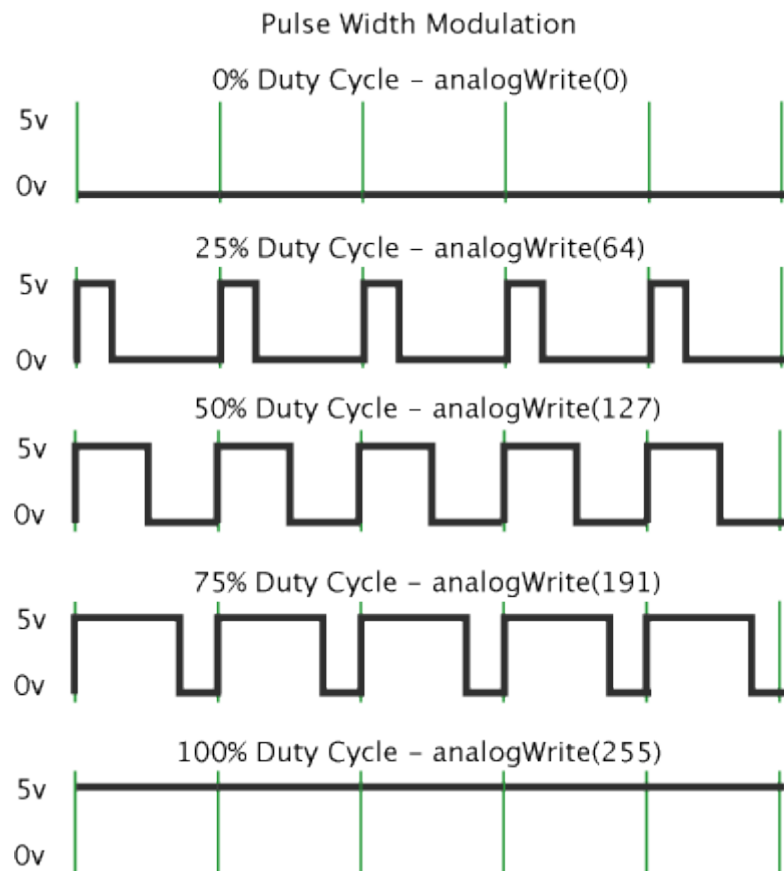 Pulse Width Modulation
0% Duty Cycle – analogWrite(0)
5v
0v
25% Duty Cycle – analogWrite(64)
5v
0v
50% Duty Cycle – analogWrite(127)
5v
0v
75% Duty Cycle – analogWrite(191)
5v
0v
100% Duty Cycle – analogWrite(255)
5v
0v